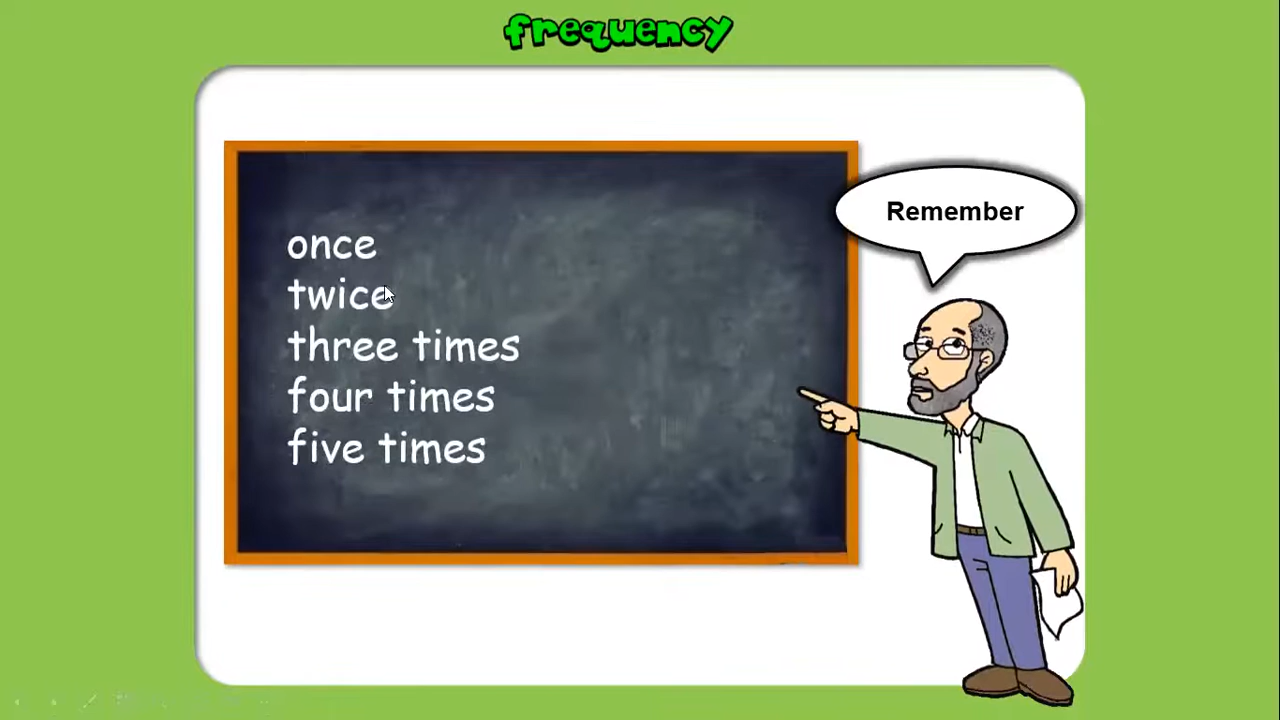 frequency
Remember
once
twice
three times
four times
five times